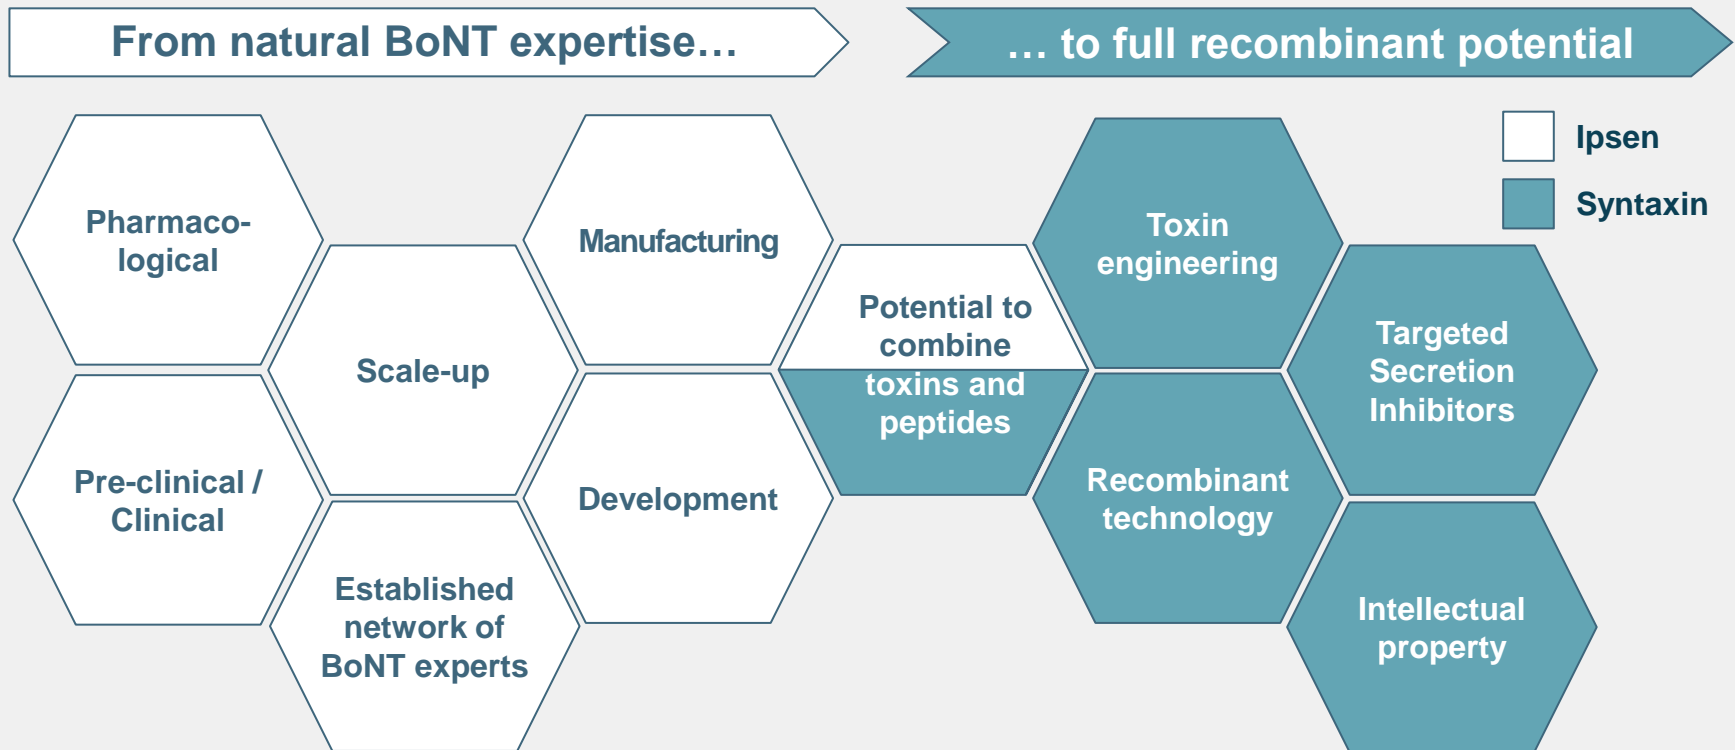 From natural BoNT expertise…
… to full recombinant potential
Ipsen
Syntaxin
Pharmaco-
logical
Pre-clinical /
Clinical
Scale-up
Established
network of
BoNT experts
Manufacturing
Development
Potential to
combine
toxins and
peptides
Toxin
engineering
Recombinant
technology
Targeted
Secretion
Inhibitors
Intellectual
property